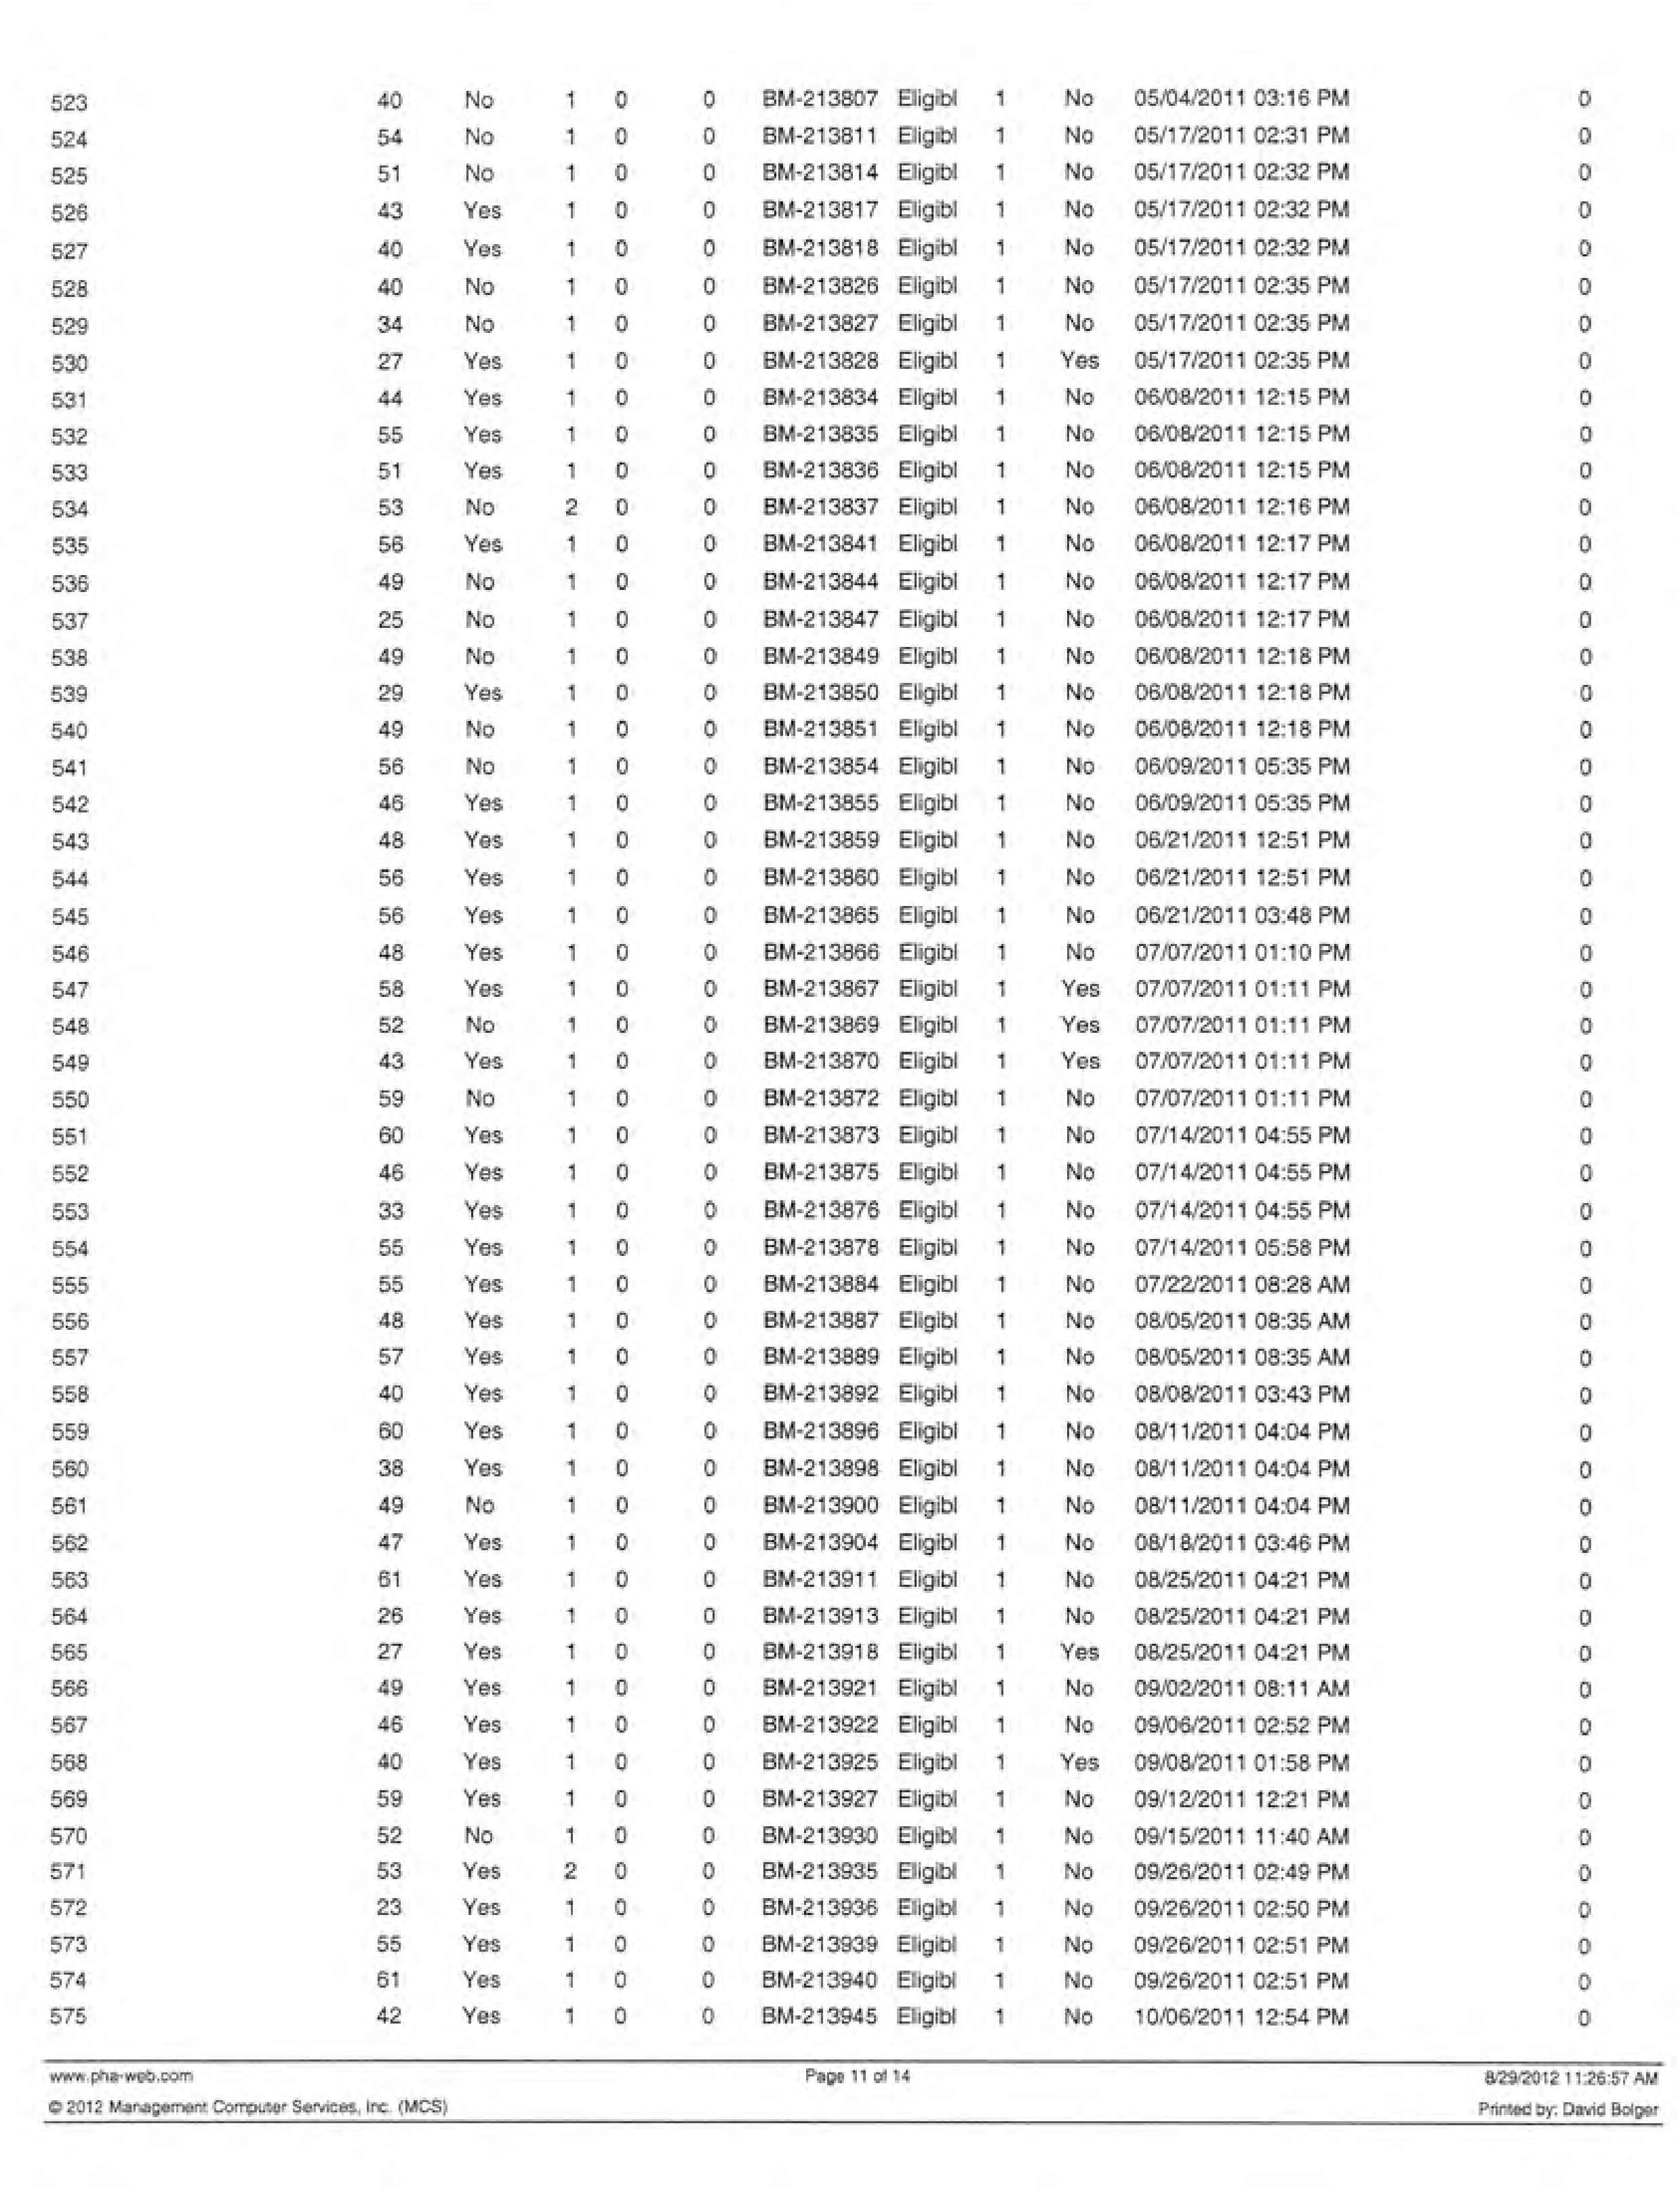 523 40 No 1 0 0 BM-213807 Eligibl 1 No 05/04/2011 03:16 PM 0
524 54 No 1 0 0 BM-213811 Eligibl 1 No 05/17/2011 02:31 PM 0
525 51 No 1 0 0 BM-213814 Eligibl 1 No 05/17/2011 02:32 PM 0
526 43 Yes 1 0 0 BM-213817 Eligibl 1 No 05/17/2011 02:32 PM 0
527 40 Yes 1 0 0 BM-213818 Eligibl 1 No 05/17/2011 02:32 PM 0
528 40 No 1 0 0 BM-213826 Eligibl 1 No 05/17/2011 02:35 PM 0
529 34 No 1 0 0 BM-213827 Eligibl 1 No 05/17/2011 02:35 PM 0
530 27 Yes 1 0 0 BM-213828 Eligibl 1 Yes 05/17/2011 02:35 PM 0
531 44 Yes 1 0 0 BM-213834 Eligibl 1 No 06/08/2011 12:15 PM 0
532 55 Yes 1 0 0 BM-213835 Eligibl 1 No 06/08/2011 12:15 PM 0
533 51 Yes 1 0 0 BM-213836 Eligibl 1 No 06/08/2011 12:15 PM 0
534 53 No 2 0 0 BM-213837 Eligibl 1 No 06/08/2011 12:16 PM 0
535 56 Yes 1 0 0 BM-213841 Eligibl 1 No 06/08/2011 12:17 PM 0
536 49 No 1 0 0 BM-213844 Eligibl 1 No 06/08/2011 12:17 PM 0
537 25 No 1 0 0 BM-213847 Eligibl 1 No 06/08/2011 12:17 PM 0
538 49 No 1 0 0 BM-213849 Eligibl 1 No 06/08/2011 12:18 PM 0
539 29 Yes 1 0 0 BM-213850 Eligibl 1 No 06/08/2011 12:18 PM 0
540 49 No 1 0 0 BM-213851 Eligibl 1 No 06/08/2011 12:18 PM 0
541 56 No 1 0 0 BM-213854 Eligibl 1 No 06/09/2011 05:35 PM 0
542 46 Yes 1 0 0 BM-213855 Eligibl 1 No 06/09/2011 05:35 PM 0
543 48 Yes 1 0 0 BM-213859 Eligibl 1 No 06/21/2011 12:51 PM 0
544 56 Yes 1 0 0 BM-213860 Eligibl 1 No 06/21/2011 12:51 PM 0
545 56 Yes 1 0 0 BM-213865 Eligibl 1 No 06/21/2011 03:48 PM 0
546 48 Yes 1 0 0 BM-213866 Eligibl 1 No 07/07/2011 01:10 PM 0
547 58 Yes 1 0 0 BM-213867 Eligibl 1 Yes 07/07/2011 01:11 PM 0
548 52 No 1 0 0 BM-213869 Eligibl 1 Yes 07/07/2011 01:11 PM 0
549 43 Yes 1 0 0 BM-213870 Eligibl 1 Yes 07/07/2011 01:11 PM 0
550 59 No 1 0 0 BM-213872 Eligibl 1 No 07/07/2011 01:11 PM 0
551 60 Yes 1 0 0 BM-213873 Eligibl 1 No 07/14/2011 04:55 PM 0
552 46 Yes 1 0 0 BM-213875 Eligibl 1 No 07/14/2011 04:55 PM 0
553 33 Yes 1 0 0 BM-213876 Eligibl 1 No 07/14/2011 04:55 PM 0
554 55 Yes 1 0 0 BM-213878 Eligibl 1 No 07/14/2011 05:58 PM 0
555 55 Yes 1 0 0 BM-213884 Eligibl 1 No 07/22/2011 08:28 AM 0
556 48 Yes 1 0 0 BM-213887 Eligibl 1 No 08/05/2011 08:35 AM 0
557 57 Yes 1 0 0 BM-213889 Eligibl 1 No 08/05/2011 08:35 AM 0
558 40 Yes 1 0 0 BM-213892 Eligibl 1 No 08/08/2011 03:43 PM 0
559 60 Yes 1 0 0 BM-213896 Eligibl 1 No 08/11/2011 04:04 PM 0
560 38 Yes 1 0 0 BM-213898 Eligibl 1 No 08/11/2011 04:04 PM 0
561 49 No 1 0 0 BM-213900 Eligibl 1 No 08/11/2011 04:04 PM 0
562 47 Yes 1 0 0 BM-213904 Eligibl 1 No 08/18/2011 03:46 PM 0
563 61 Yes 1 0 0 BM-213911 Eligibl 1 No 08/25/2011 04:21 PM 0
564 26 Yes 1 0 0 BM-213913 Eligibl 1 No 08/25/2011 04:21 PM 0
565 27 Yes 1 0 0 BM-213918 Eligibl 1 Yes 08/25/2011 04:21 PM 0
566 49 Yes 1 0 0 BM-213921 Eligibl 1 No 09/02/2011 08:11 AM 0
567 46 Yes 1 0 0 BM-213922 Eligibl 1 No 09/06/2011 02:52 PM 0
568 40 Yes 1 0 0 BM-213925 Eligibl 1 Yes 09/08/2011 01:58 PM 0
569 59 Yes 1 0 0 BM-213927 Eligibl 1 No 09/12/2011 12:21 PM 0
570 52 No 1 0 0 BM-213930 Eligibl 1 No 09/15/2011 11:40 AM 0
571 53 Yes 2 0 0 BM-213935 Eligibl 1 No 09/26/2011 02:49 PM 0
572 23 Yes 1 0 0 BM-213936 Eligibl 1 No 09/26/2011 02:50 PM 0
573 55 Yes 1 0 0 BM-213939 Eligibl 1 No 09/26/2011 02:51 PM 0
574 61 Yes 1 0 0 BM-213940 Eligibl 1 No 09/26/2011 02:51 PM 0
575 42 Yes 1 0 0 BM-213945 Eligibl 1 No 10/06/2011 12:54 PM 0
www.pha-web.com Page 11 of 14 8/29/2012 11:26:57 AM
© 2012 Management Computer Services, Inc. (MCS) Printed by: David Bolger